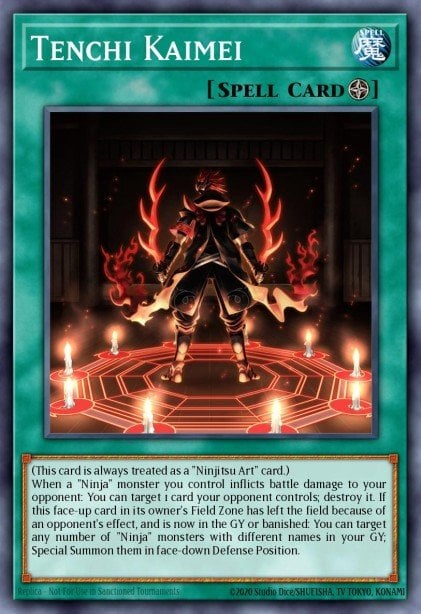 TENCHI KAIMEI
SPELL
魔
[SPELL CARD]
(This card is always treated as a "Ninjitsu Art" card.)
When a "Ninja" monster you control inflicts battle damage to your
opponent: You can target 1 card your opponent controls; destroy it. If
this face-up card in its owner's Field Zone has left the field because of
an opponent's effect, and is now in the GY or banished: You can target
any number of "Ninja" monsters with different names in your GY;
Special Summon them in face-down Defense Position.
Replica - Not For Use in Sanctioned Tournaments
©2020 Studio Dice/SHUEISHA, TV TOKYO, KONAMI